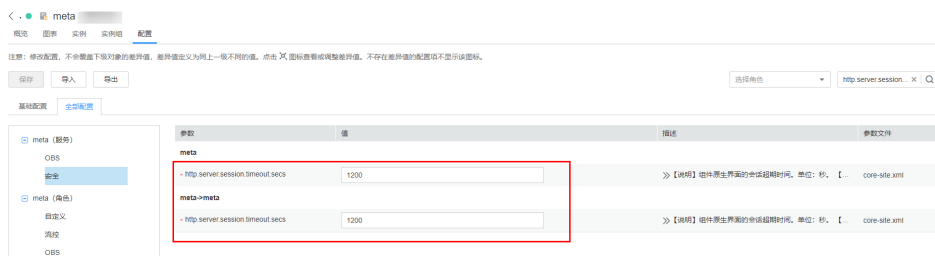 meta
概览 图表 实例 实例组 配置
注意：修改配置，不会覆盖下级对象的差异值，差异值定义为同上一级不同的值。点击 图标查看或调整差异值。不存在差异值的配置项不显示该图标。
保存 导入 导出 选择角色 http.server.session...
基础配置 全部配置
meta（服务）
OBS
安全
meta（角色）
自定义
流控
OBS
参数 值 描述 参数文件
meta
* http.server.session.timeout.secs 1200 【说明】组件原生界面的会话超期时间。单位：秒。 【... core-site.xml
meta->meta
* http.server.session.timeout.secs 1200 【说明】组件原生界面的会话超期时间。单位：秒。 【... core-site.xml